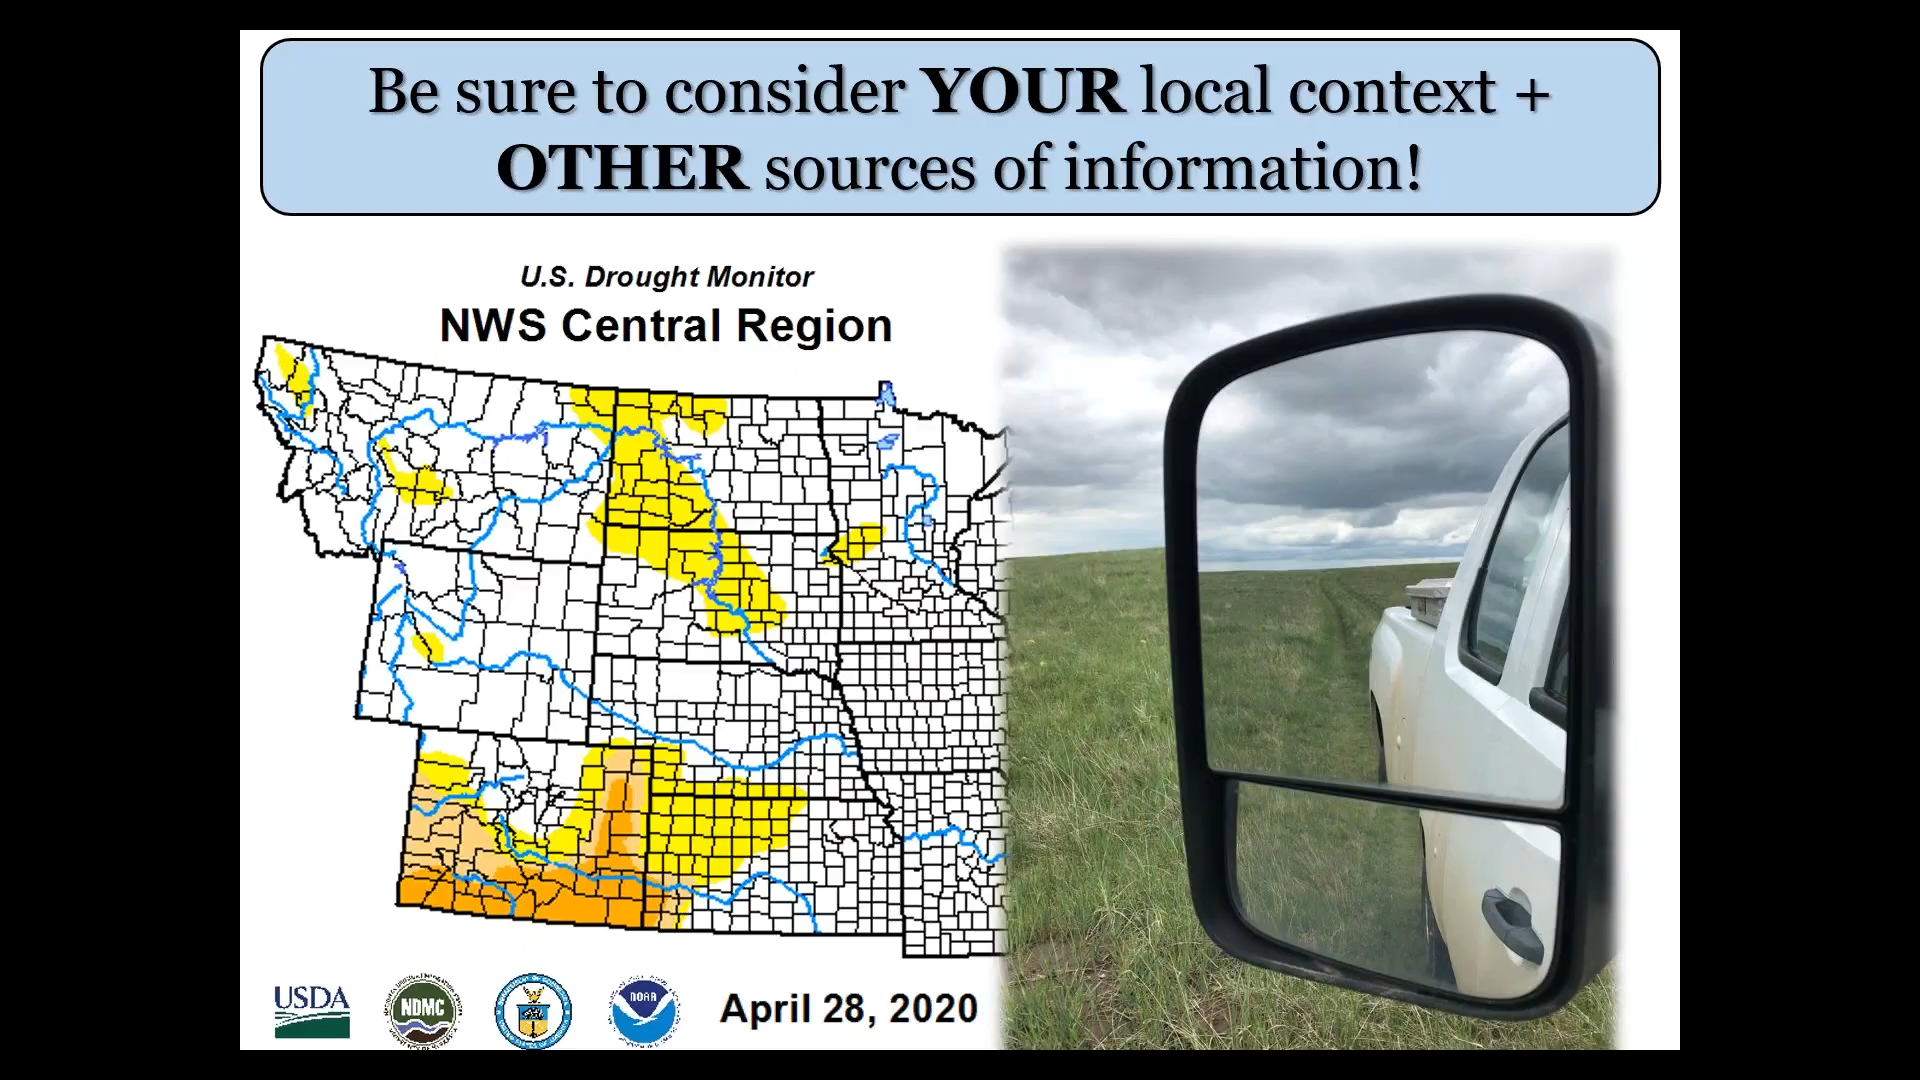 Be sure to consider YOUR local context +
OTHER sources of information!
U.S. Drought Monitor
NWS Central Region
USDA
NDMC
NOAA
April 28, 2020